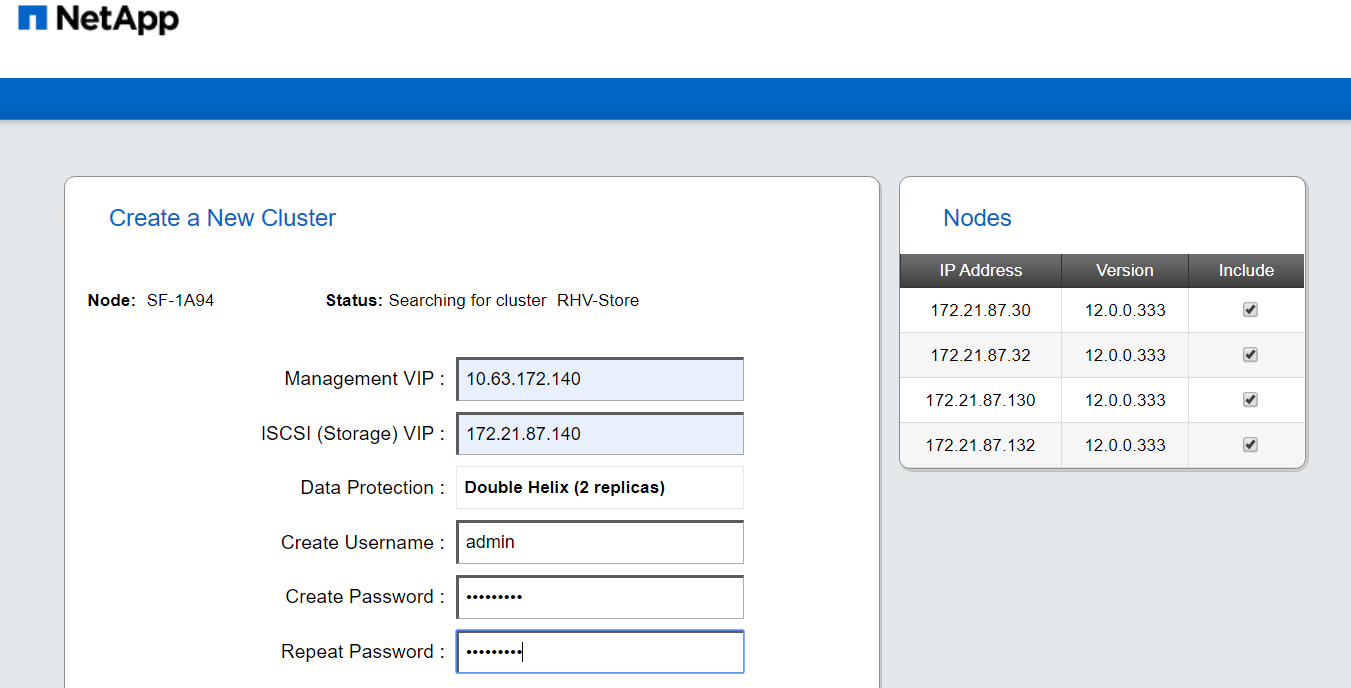 NetApp
Create a New Cluster
Node: SF-1A94 Status: Searching for cluster RHV-Store
Management VIP : 10.63.172.140
ISCSI (Storage) VIP : 172.21.87.140
Data Protection : Double Helix (2 replicas)
Create Username : admin
Create Password : •••••••••
Repeat Password : •••••••••
Nodes
IP Address Version Include
172.21.87.30 12.0.0.333
172.21.87.32 12.0.0.333
172.21.87.130 12.0.0.333
172.21.87.132 12.0.0.333